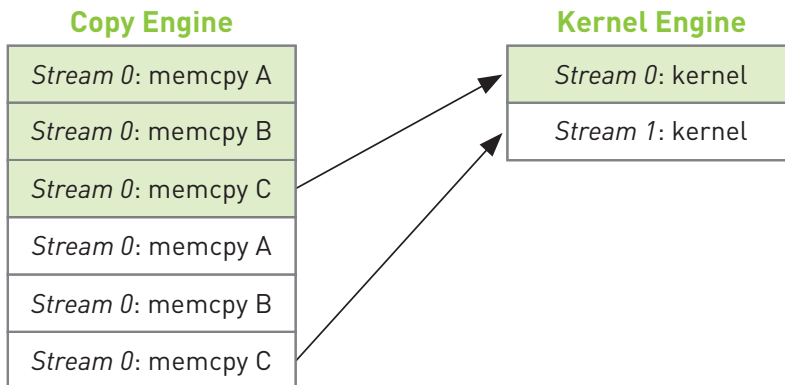 Copy Engine
Stream 0: memcpy A
Stream 0: memcpy B
Stream 0: memcpy C
Stream 0: memcpy A
Stream 0: memcpy B
Stream 0: memcpy C
Kernel Engine
Stream 0: kernel
Stream 1: kernel